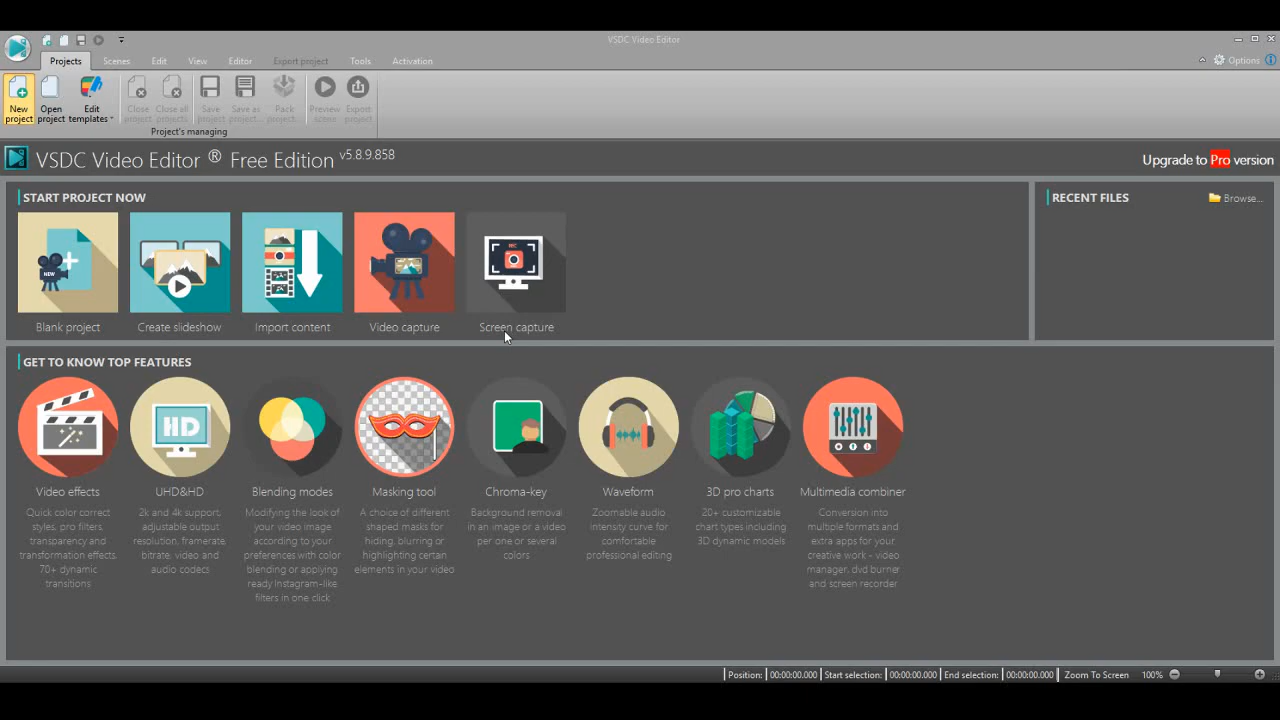 VSDC Video Editor
Projects Scenes Edit View Editor Export project Tools Activation Options
New project
Open project
Edit templates
Close project
Close all projects
Save project
Save as project...
Pack project...
Preview scene
Export project
Project's managing
VSDC Video Editor ® Free Edition v5.8.9.858
Upgrade to Pro version
START PROJECT NOW
Blank project
Create slideshow
Import content
Video capture
REC
Screen capture
NEW
RECENT FILES
Browse...
GET TO KNOW TOP FEATURES
HD
Video effects
Quick color correct
styles, pro filters,
transparency and
transformation effects,
70+ dynamic
transitions
UHD&HD
2k and 4k support,
adjustable output
resolution, framerate,
bitrate, video and
audio codecs
Blending modes
Modifying the look of
your video image
according to your
preferences with color
blending or applying
ready Instagram-like
filters in one click
Masking tool
A choice of different
shaped masks for
hiding, blurring or
highlighting certain
elements in your video
Chroma-key
Background removal
in an image or a video
per one or several
colors
Waveform
Zoomable audio
intensity curve for
comfortable
professional editing
3D pro charts
20+ customizable
chart types including
3D dynamic models
Multimedia combiner
Conversion into
multiple formats and
extra apps for your
creative work - video
manager, dvd burner
and screen recorder
Position: 00:00:00.000 Start selection: 00:00:00.000 End selection: 00:00:00.000 Zoom To Screen 100%